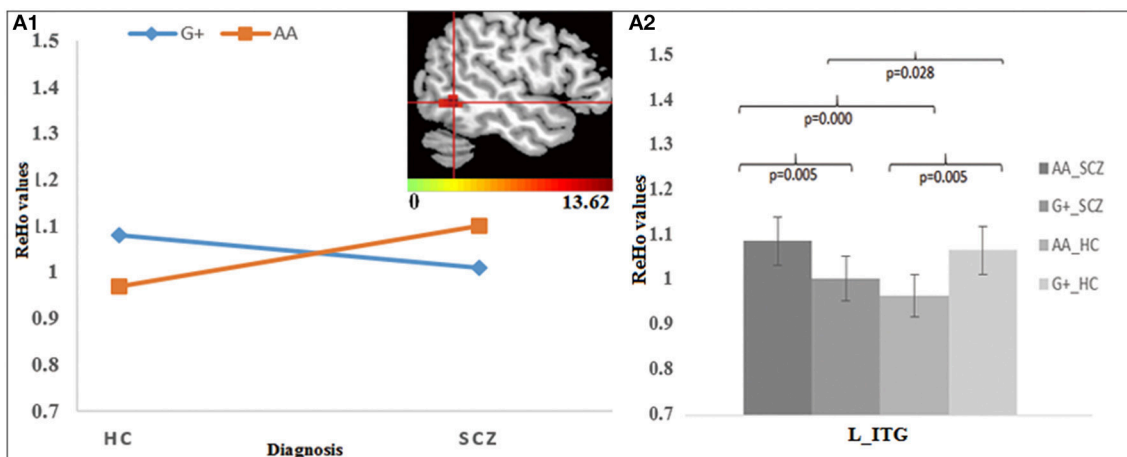 A1
G+ AA
1.5
1.4
1.3
1.2
1.1
1
0.9
0.8
0.7
ReHo values
HC SCZ
Diagnosis
0 13.62
A2
1.5
1.4
1.3
1.2
1.1
1
0.9
0.8
0.7
ReHo values
p=0.028
p=0.000
p=0.005 p=0.005
AA_SCZ
G+_SCZ
AA_HC
G+_HC
L_ITG